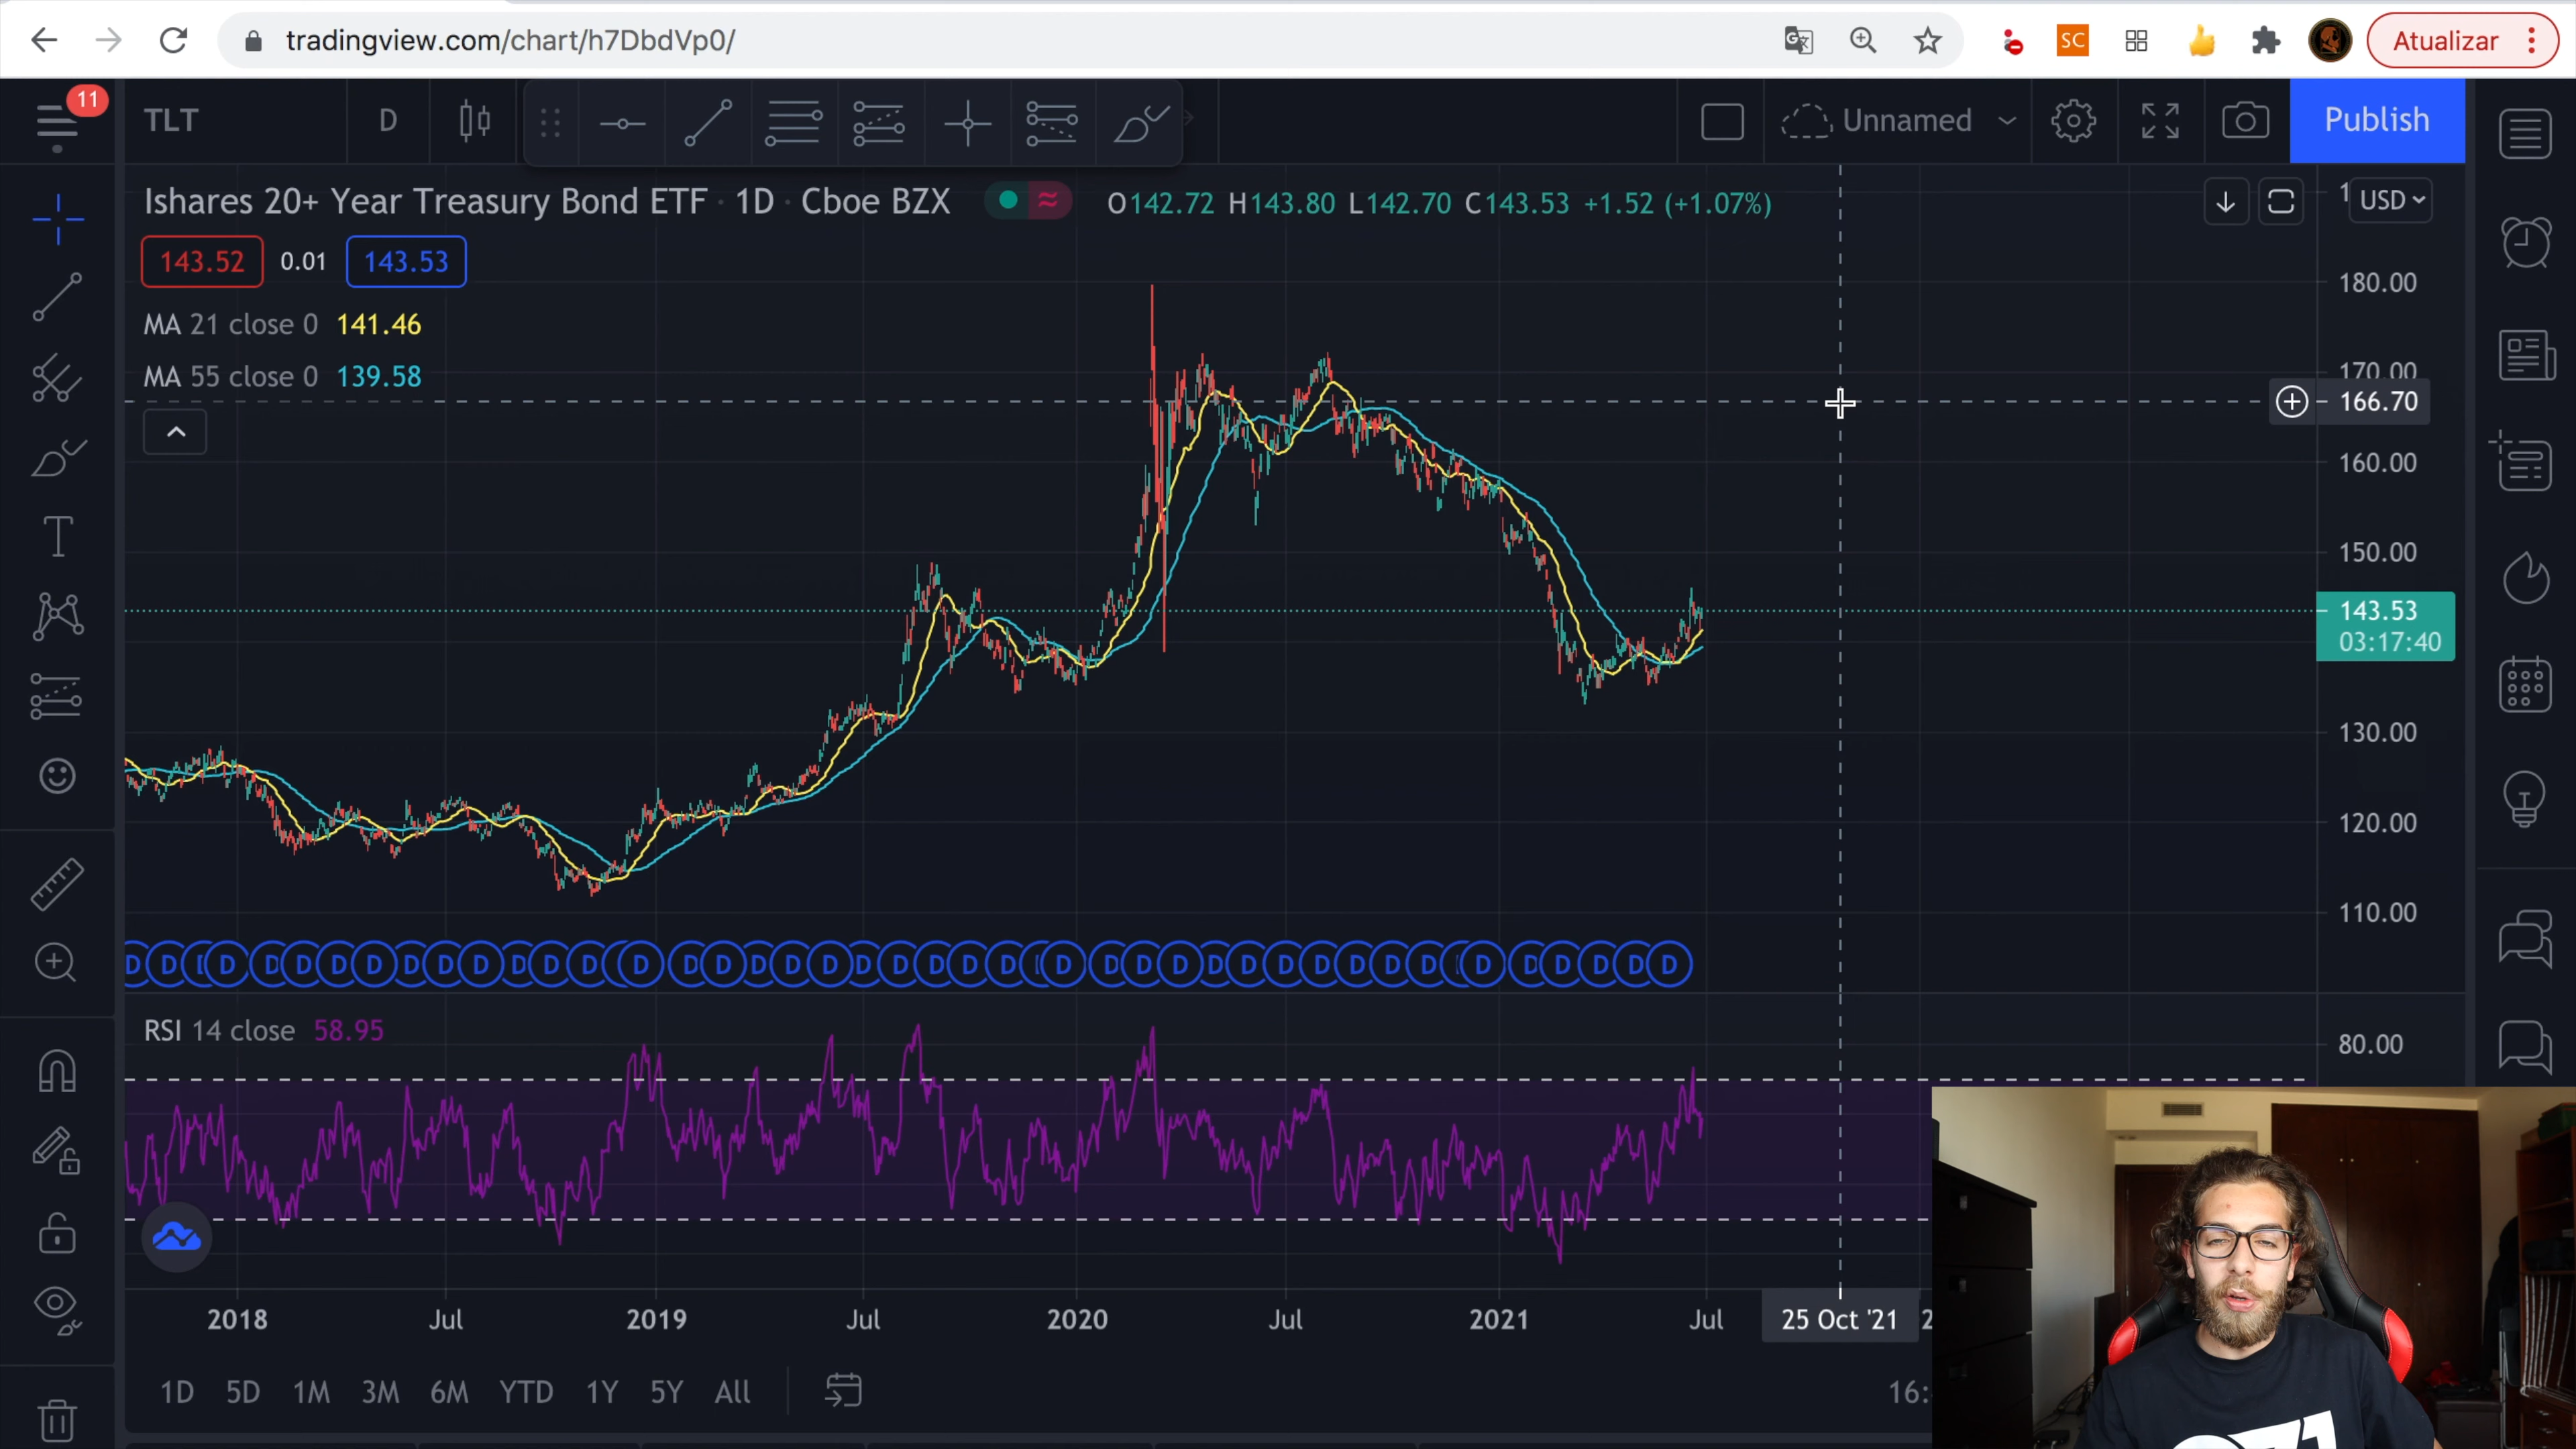 tradingview.com/chart/h7DbdVp0/
SC
Atualizar
11
TLT
D
Unnamed
Publish
Ishares 20+ Year Treasury Bond ETF · 1D · Cboe BZX
O142.72 H143.80 L142.70 C143.53 +1.52 (+1.07%)
USD
143.52 0.01 143.53
MA 21 close 0 141.46
MA 55 close 0 139.58
180.00
170.00
166.70
160.00
150.00
143.53
03:17:40
130.00
120.00
110.00
D D D D D D D D D D D D D D D D D D D D D D D D D D D D D D D D D D D D D D D D D D D
RSI 14 close 58.95
80.00
2018 Jul 2019 Jul 2020 Jul 2021 Jul 25 Oct '21
1D 5D 1M 3M 6M YTD 1Y 5Y All
16: